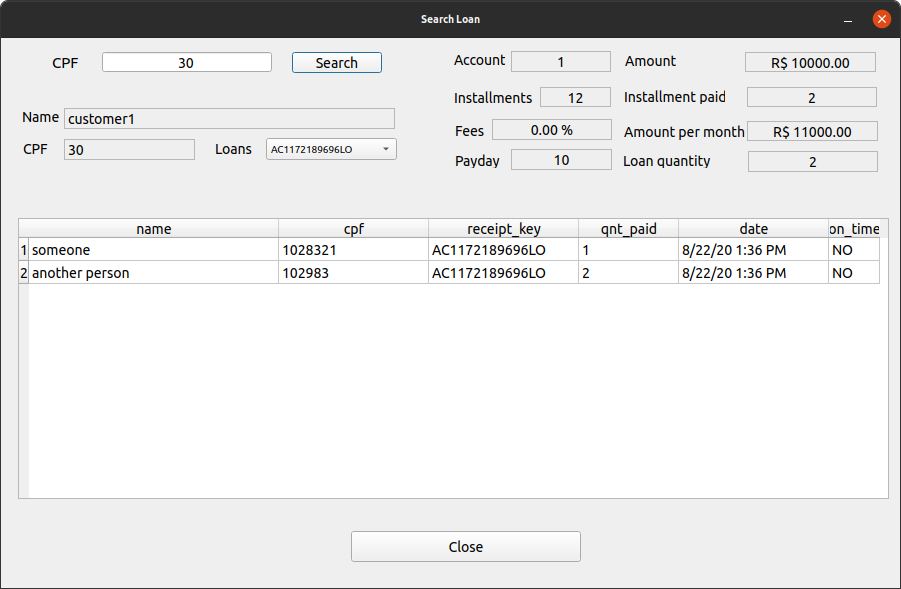 Search Loan
CPF 30 Search
Account 1 Amount R$ 10000.00
Installments 12 Installment paid 2
Name customer1
Fees 0.00 % Amount per month R$ 11000.00
CPF 30 Loans AC1172189696LO
Payday 10 Loan quantity 2
name cpf receipt_key qnt_paid date on_time
1 someone 1028321 AC1172189696LO 1 8/22/20 1:36 PM NO
2 another person 102983 AC1172189696LO 2 8/22/20 1:36 PM NO
Close